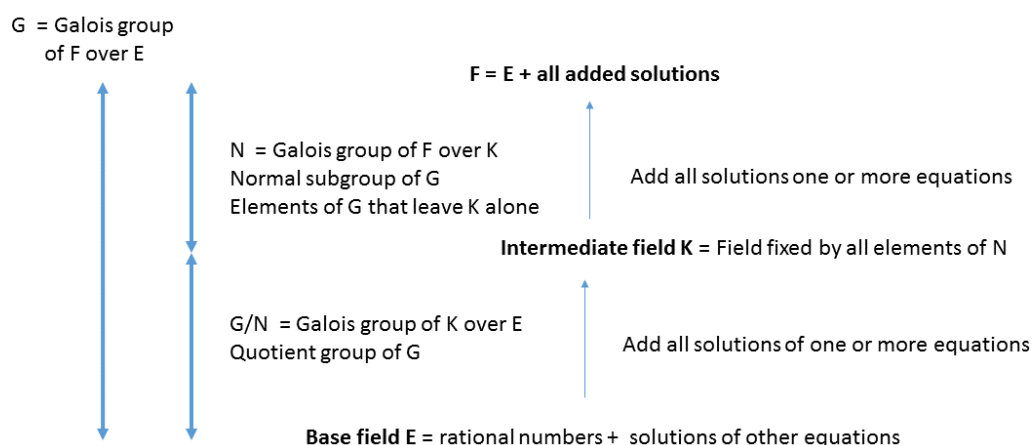 G = Galois group
of F over E
F = E + all added solutions
N = Galois group of F over K
Normal subgroup of G
Elements of G that leave K alone
Add all solutions one or more equations
Intermediate field K = Field fixed by all elements of N
G/N = Galois group of K over E
Quotient group of G
Add all solutions of one or more equations
Base field E = rational numbers + solutions of other equations